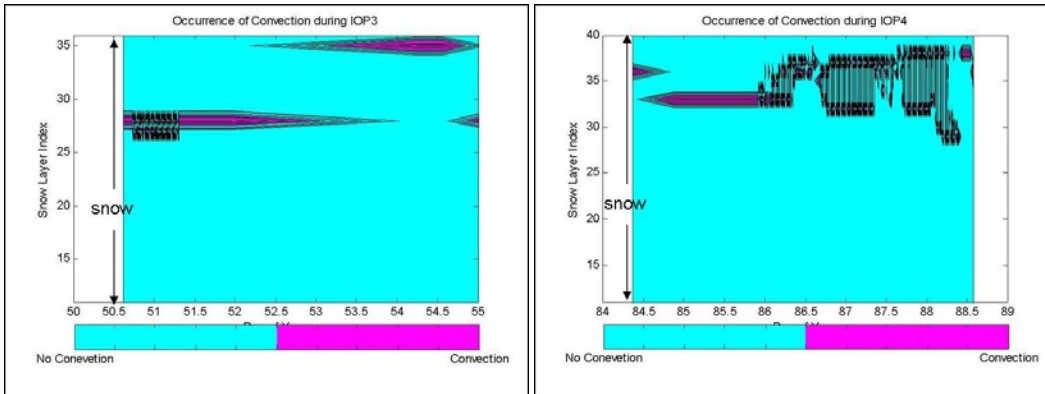 Occurrence of Convection during IOP3
Snow Layer Index
35
30
25
20
15
snow
50 50.5 51 51.5 52 52.5 53 53.5 54 54.5 55
No Conevetion Convection
Occurrence of Convection during IOP4
Snow Layer Index
40
35
30
25
20
15
snow
84 84.5 85 85.5 86 86.5 87 87.5 88 88.5 89
No Conevetion Convection